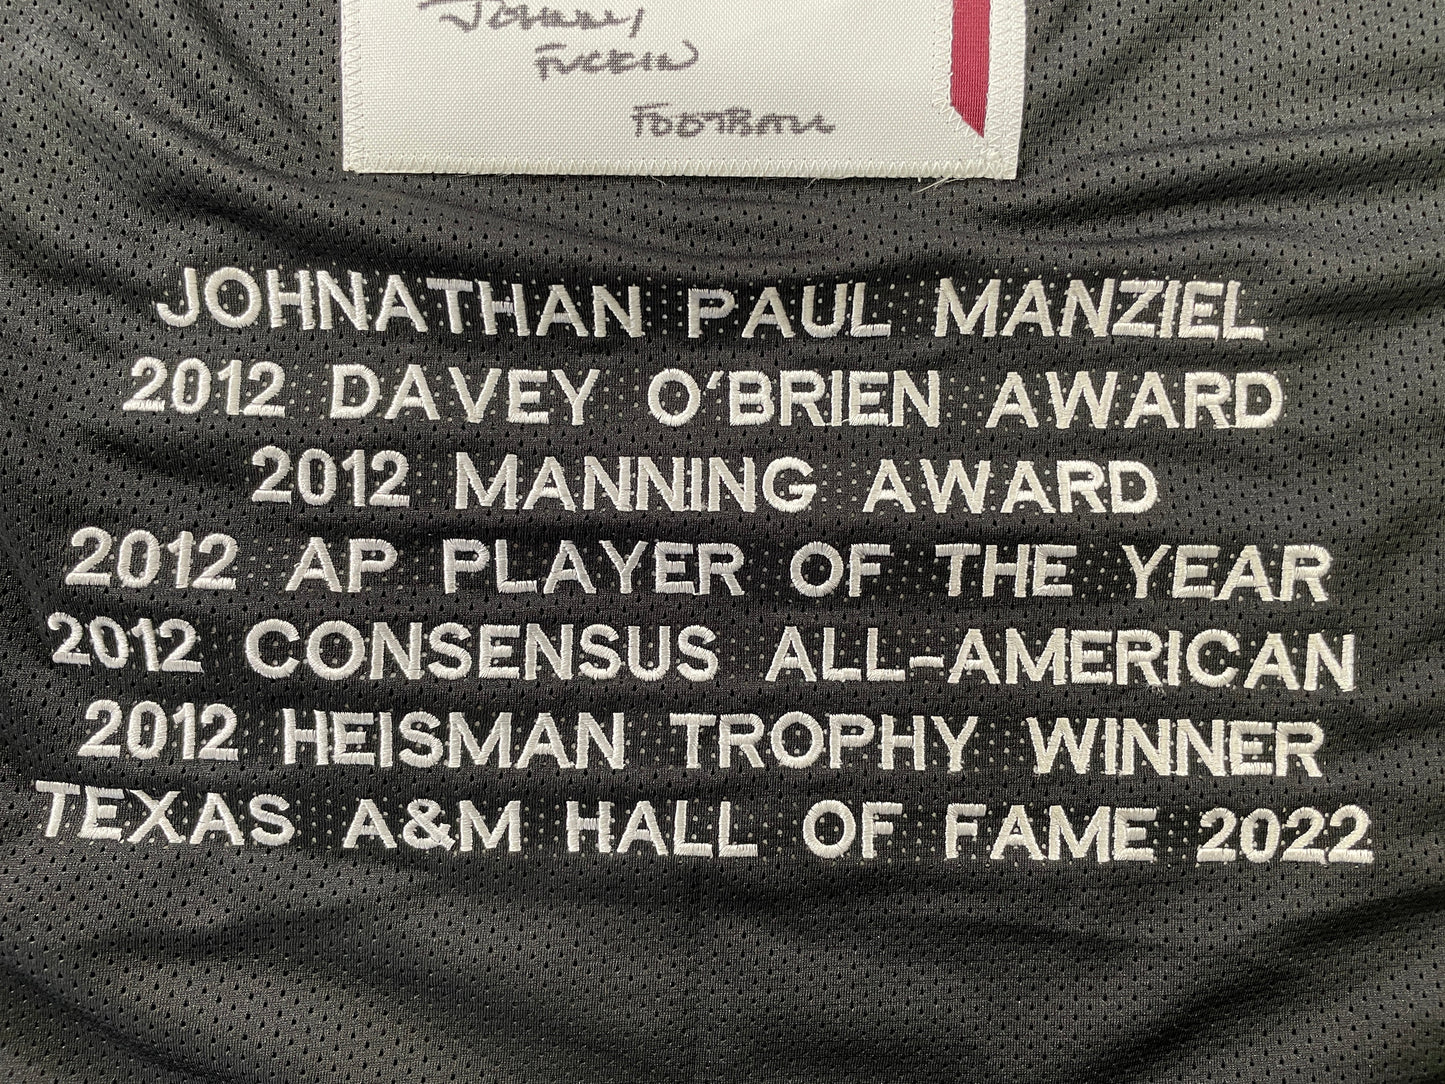 Johnny
Fuckin
Football
JOHNATHAN PAUL MANZIEL
2012 DAVEY O'BRIEN AWARD
2012 MANNING AWARD
2012 AP PLAYER OF THE YEAR
2012 CONSENSUS ALL-AMERICAN
2012 HEISMAN TROPHY WINNER
TEXAS A&M HALL OF FAME 2022